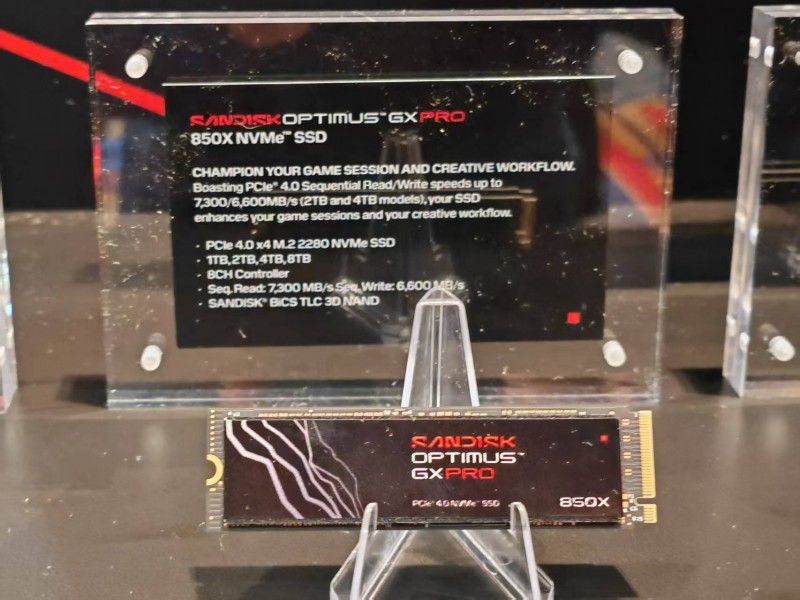 SANDISK OPTIMUS™ GX PRO
850X NVMe™ SSD
CHAMPION YOUR GAME SESSION AND CREATIVE WORKFLOW.
Boasting PCIe® 4.0 Sequential Read/Write speeds up to
7,300/6,600MB/s (2TB and 4TB models), your SSD
enhances your game sessions and your creative workflow.
· PCIe 4.0 x4 M.2 2280 NVMe SSD
· 1TB,2TB,4TB,8TB
· 8CH Controller
· Seq. Read: 7,300 MB/s Seq. Write: 6,600 MB/s
· SANDISK® BiCS TLC 3D NAND
SANDISK
OPTIMUS™
GXPRO
PCIe® 4.0 NVMe™ SSD
850X